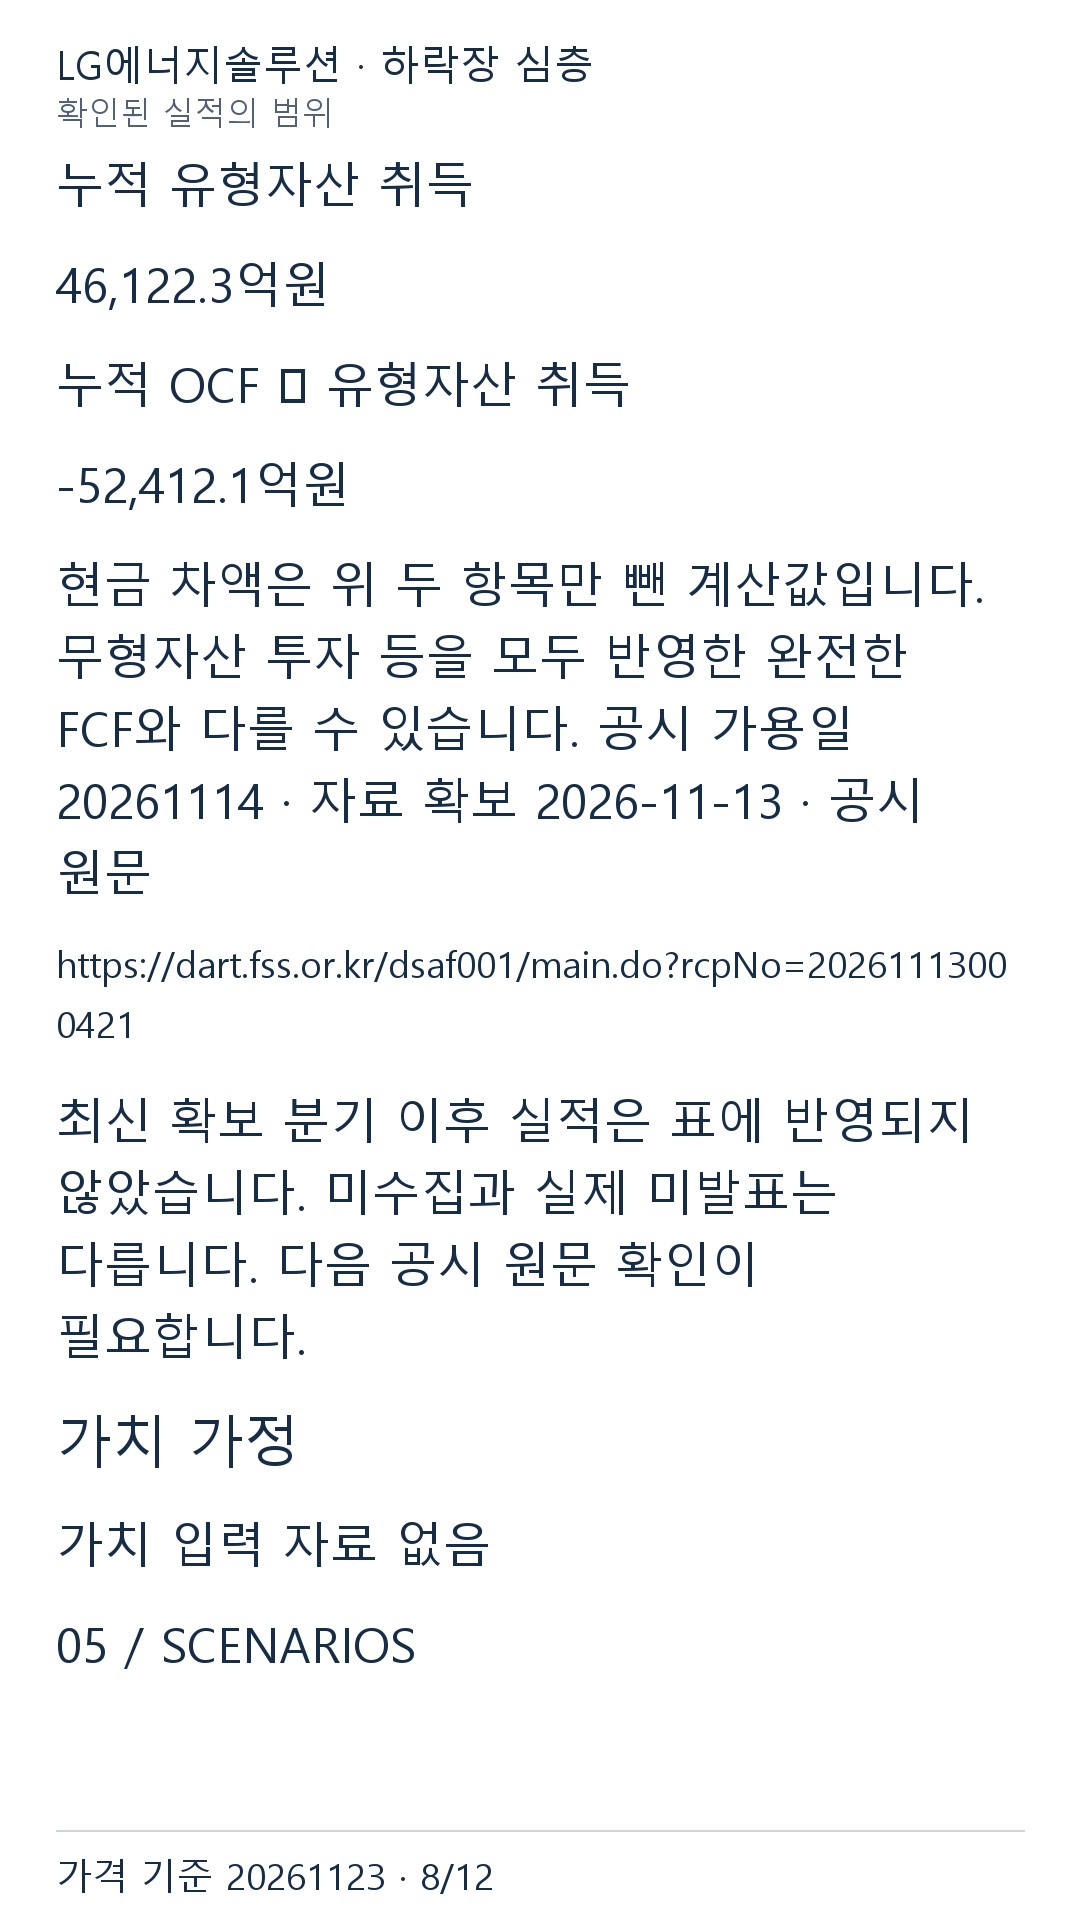 LG에너지솔루션 · 하락장 심층
확인된 실적의 범위
누적 유형자산 취득
46,122.3억원
누적 OCF □ 유형자산 취득
-52,412.1억원
현금 차액은 위 두 항목만 뺀 계산값입니다.
무형자산 투자 등을 모두 반영한 완전한
FCF와 다를 수 있습니다. 공시 가용일
20261114 · 자료 확보 2026-11-13 · 공시
원문
https://dart.fss.or.kr/dsaf001/main.do?rcpNo=2026111300
0421
최신 확보 분기 이후 실적은 표에 반영되지
않았습니다. 미수집과 실제 미발표는
다릅니다. 다음 공시 원문 확인이
필요합니다.
가치 가정
가치 입력 자료 없음
05 / SCENARIOS
가격 기준 20261123 · 8/12